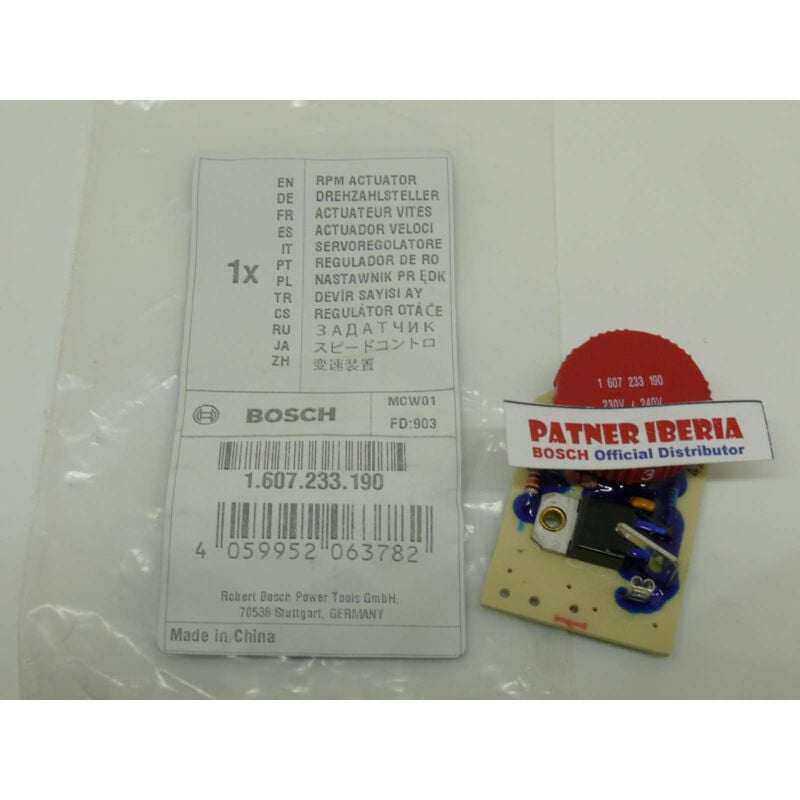 EN RPM ACTUATOR
DE DREHZAHLSTELLER
FR ACTUATEUR VITES
ES ACTUADOR VELOCI
IT SERVOREGOLATORE
1x
PT REGULADOR DE RO
PL NASTAWNIK PRĘDK
TR DEVİR SAYISI AY
CS REGULÁTOR OTÁČE
RU ЗАДАТЧИК
JA スピードコントロ
ZH 变速装置
BOSCH
MCW01
FD:903
1.607.233.190
4 059952 063782
Robert Bosch Power Tools GmbH,
70538 Stuttgart, GERMANY
Made in China
1 607 233 190
230V / 240V
PATNER IBERIA
BOSCH Official Distributor
3